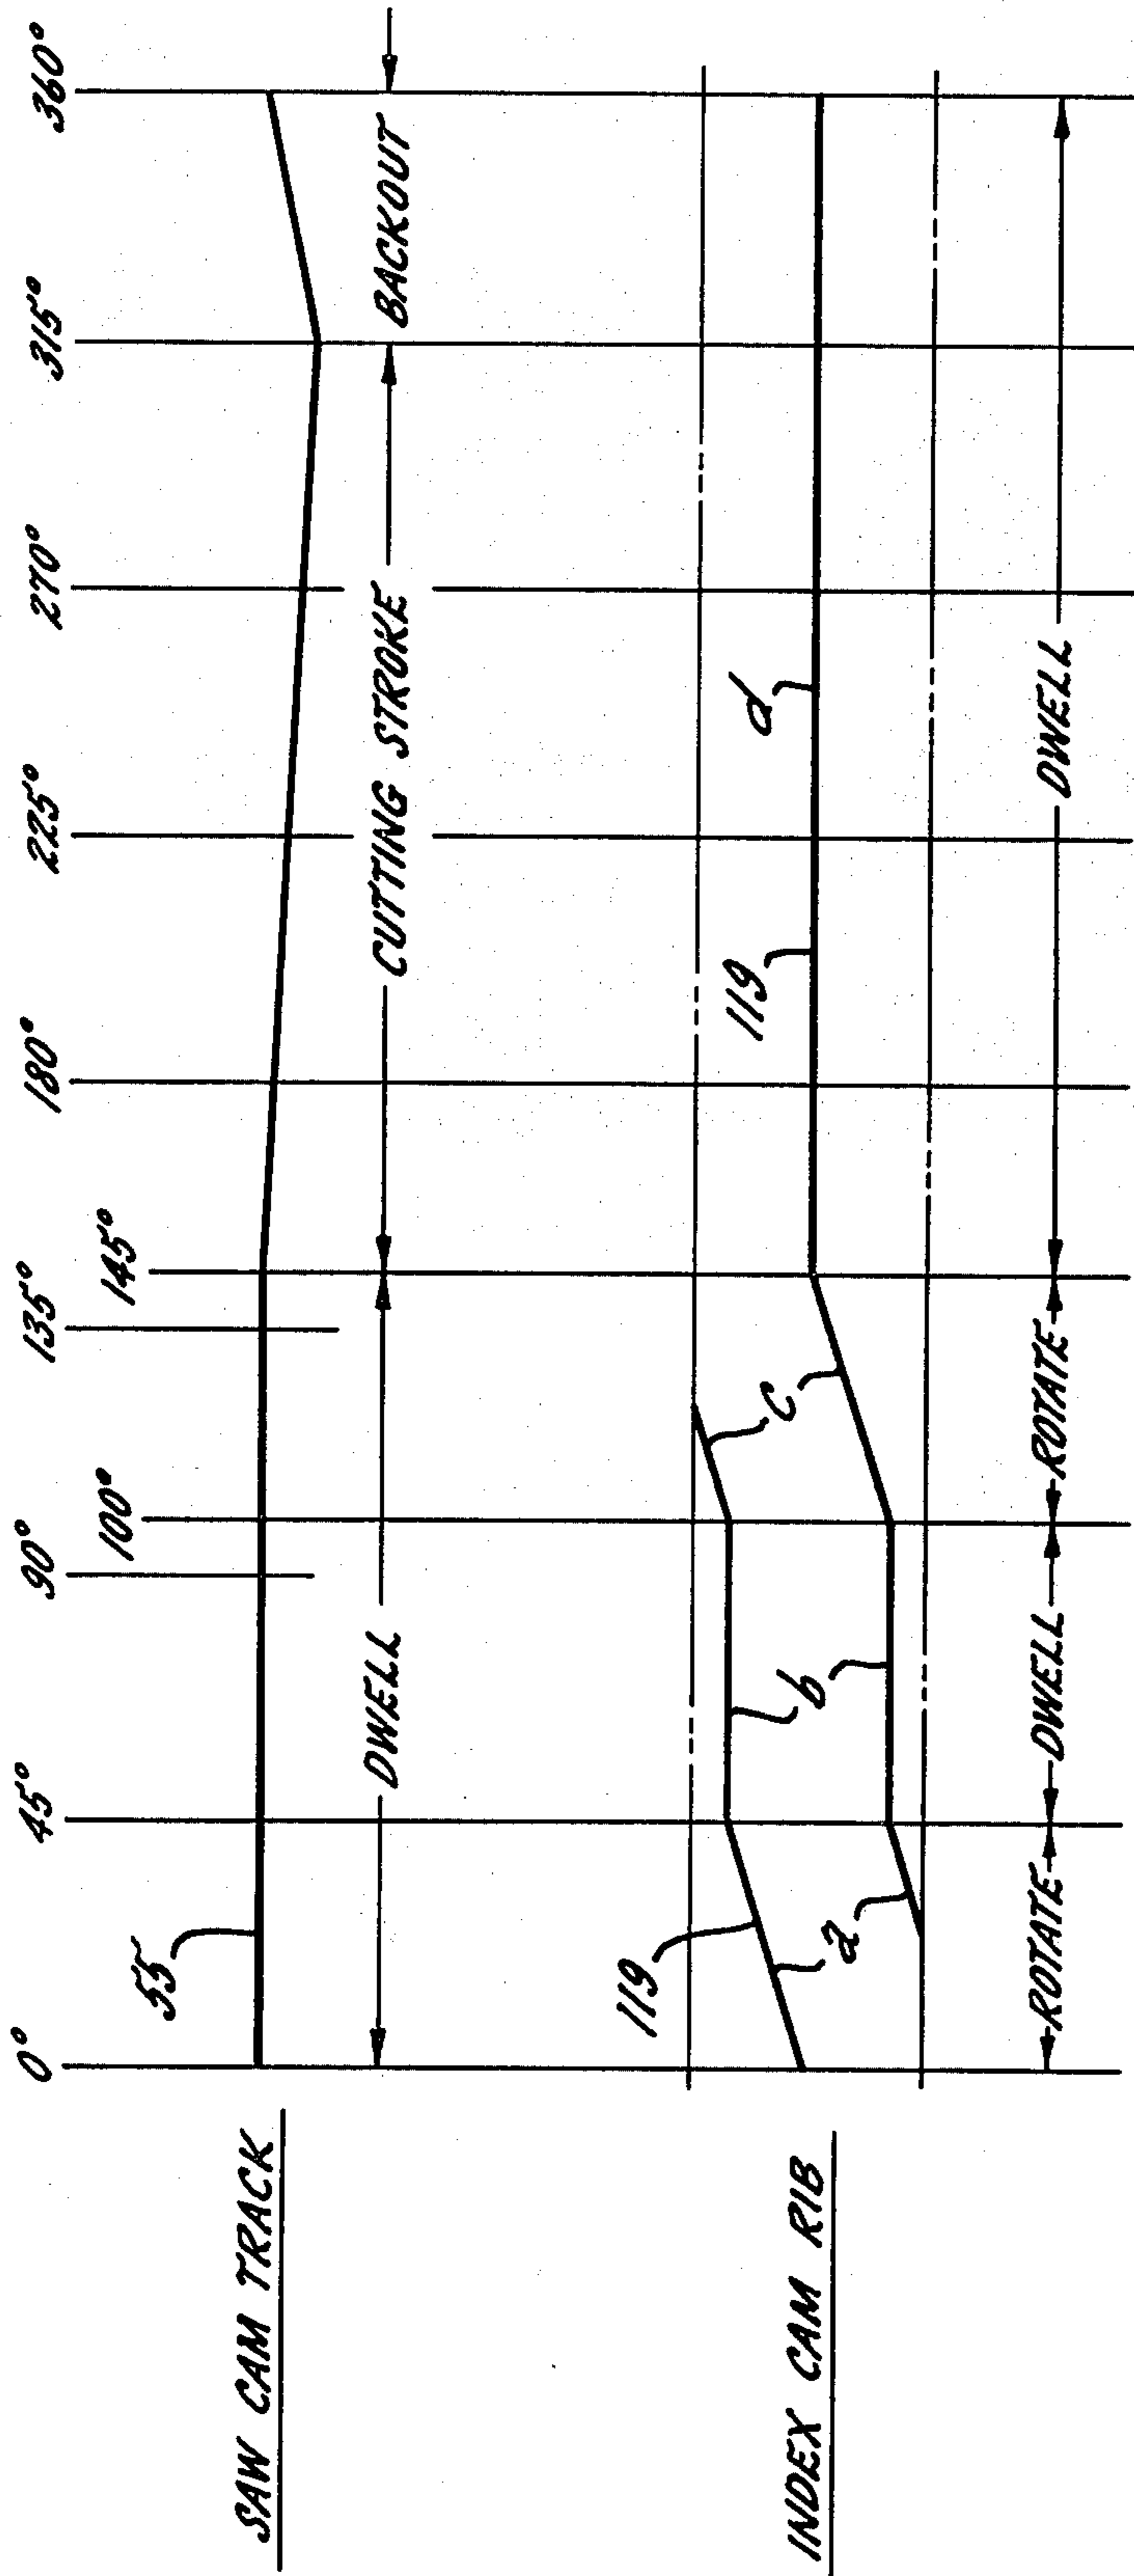 0° 45° 90° 100° 135° 145° 180° 225° 270° 315° 360°
SAW CAM TRACK
55
DWELL CUTTING STROKE BACKOUT
INDEX CAM RIB
119 a b c 119 d
ROTATE DWELL ROTATE DWELL